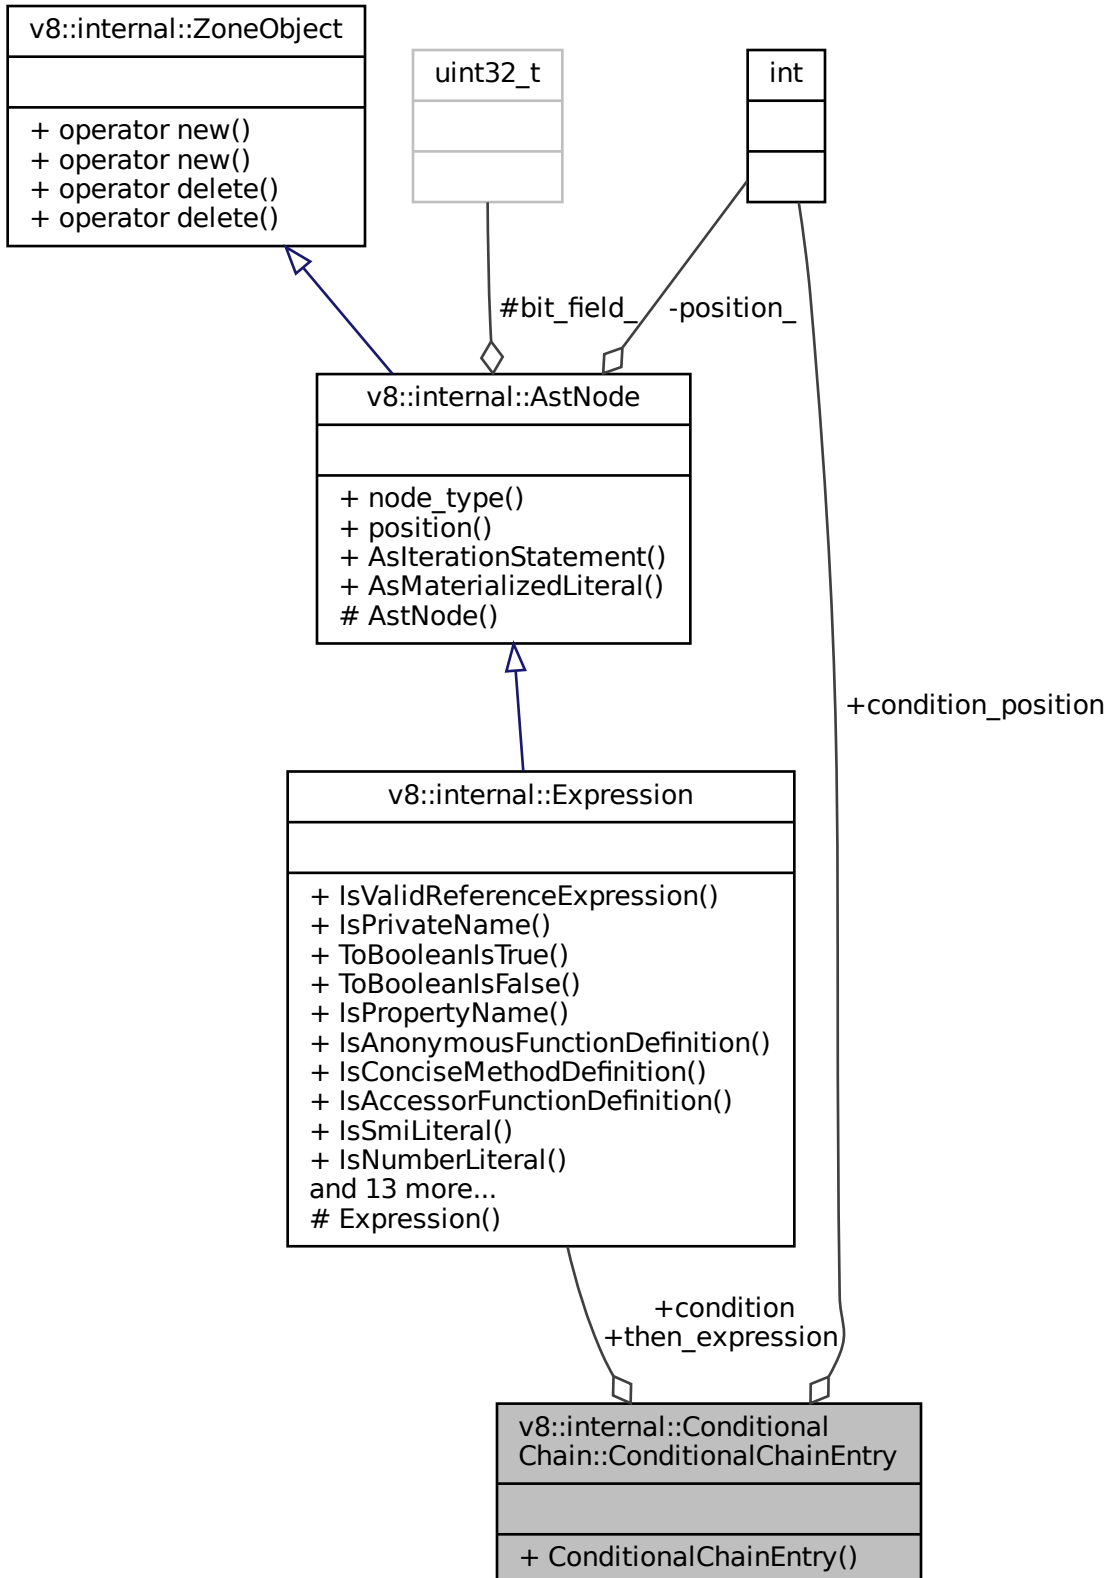 v8::internal::ZoneObject
+ operator new()
+ operator new()
+ operator delete()
+ operator delete()
uint32_t
int
#bit_field_
-position_
v8::internal::AstNode
+ node_type()
+ position()
+ AsIterationStatement()
+ AsMaterializedLiteral()
# AstNode()
+condition_position
v8::internal::Expression
+ IsValidReferenceExpression()
+ IsPrivateName()
+ ToBooleanIsTrue()
+ ToBooleanIsFalse()
+ IsPropertyName()
+ IsAnonymousFunctionDefinition()
+ IsConciseMethodDefinition()
+ IsAccessorFunctionDefinition()
+ IsSmiLiteral()
+ IsNumberLiteral()
and 13 more...
# Expression()
+condition
+then_expression
v8::internal::Conditional
Chain::ConditionalChainEntry
+ ConditionalChainEntry()